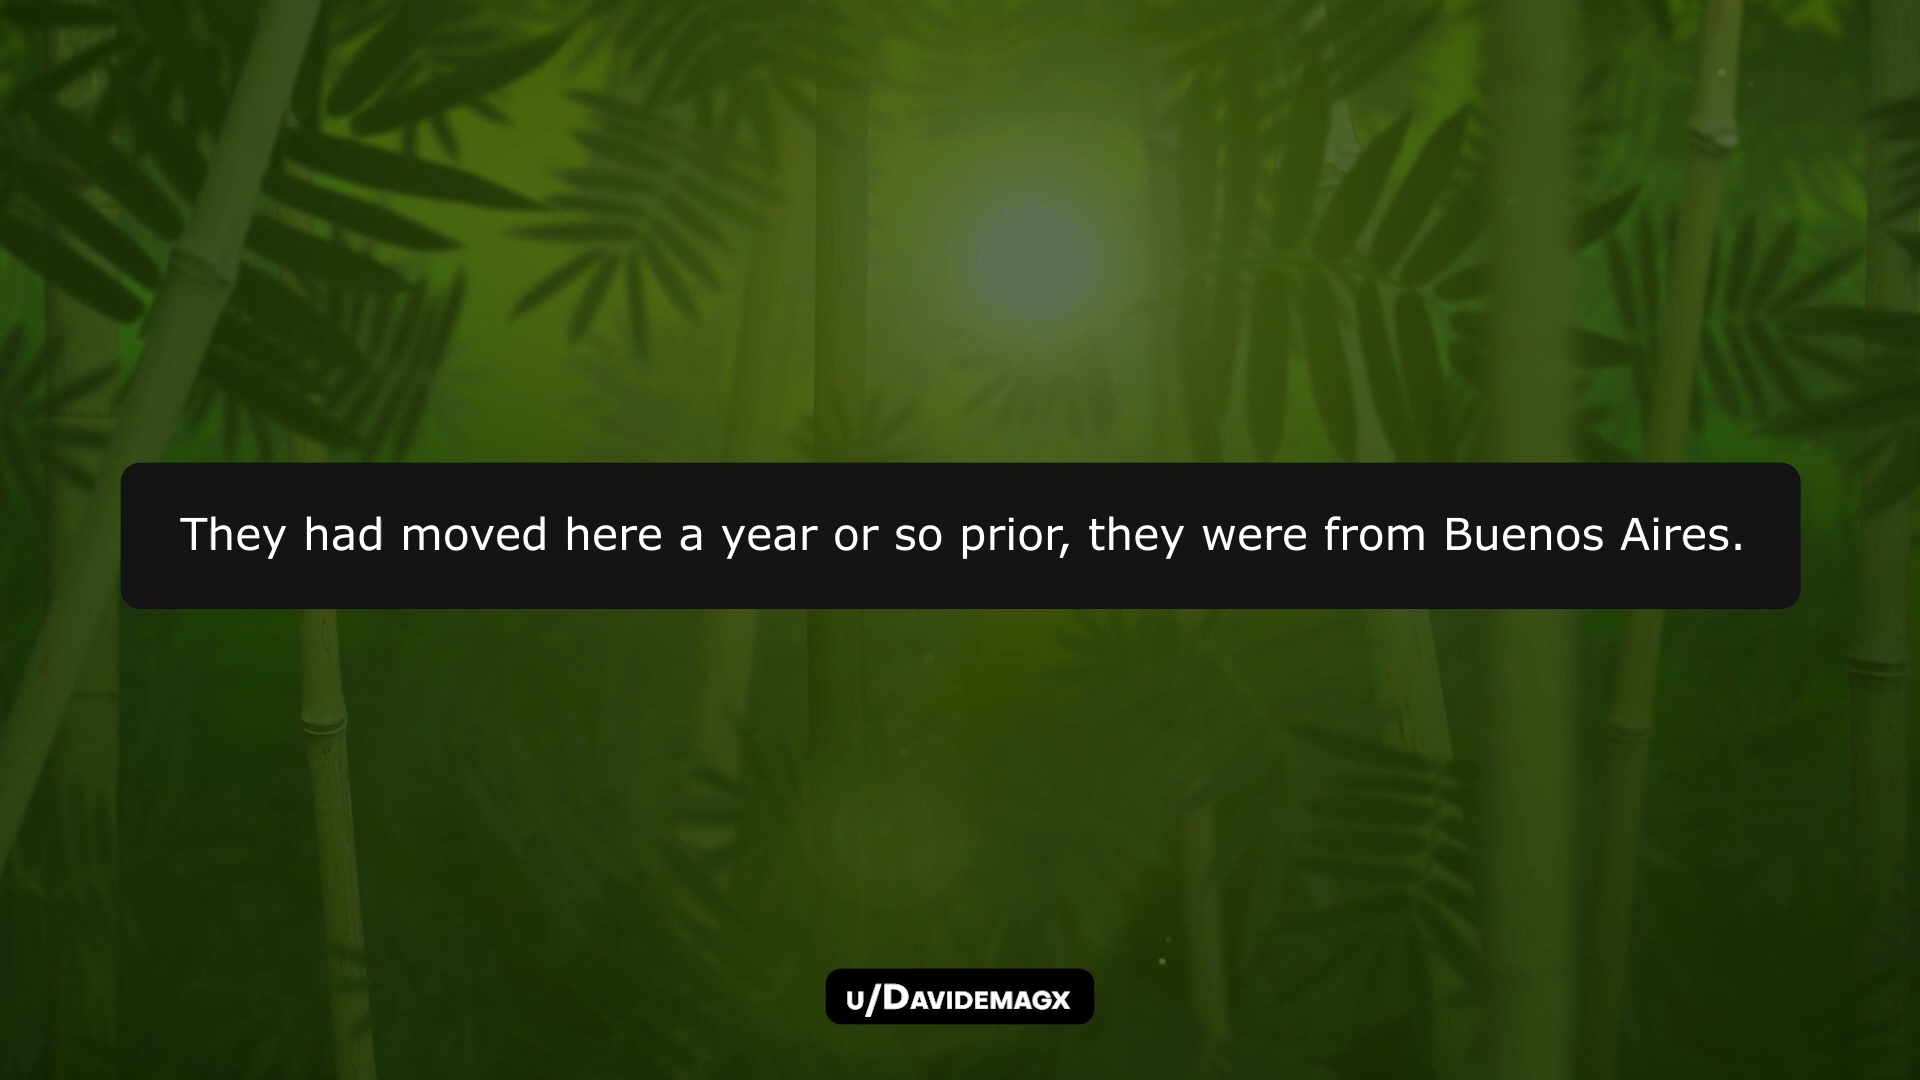 They had moved here a year or so prior, they were from Buenos Aires.
u/Davidemagx